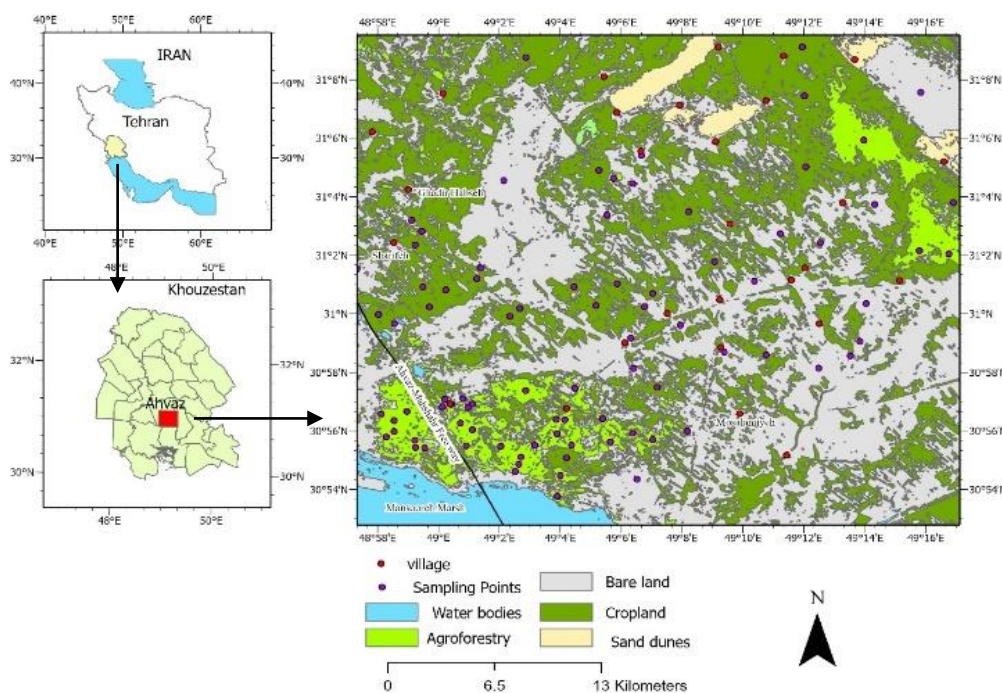 40°E 50°E 60°E
IRAN
40°N 40°N
Tehran
30°N 30°N
40°E 50°E 60°E
48°E 50°E
Khouzestan
32°N 32°N
Ahvaz
30°N 30°N
48°E 50°E
48°58'E 49°0'E 49°2'E 49°4'E 49°6'E 49°8'E 49°10'E 49°12'E 49°14'E 49°16'E
31°8'N 31°8'N
31°6'N 31°6'N
31°4'N 31°4'N
31°2'N 31°2'N
31°N 31°N
30°58'N 30°58'N
30°56'N 30°56'N
30°54'N 30°54'N
48°58'E 49°0'E 49°2'E 49°4'E 49°6'E 49°8'E 49°10'E 49°12'E 49°14'E 49°16'E
village
Sampling Points
Water bodies
Agroforestry
Bare land
Cropland
Sand dunes
N
0 6.5 13 Kilometers